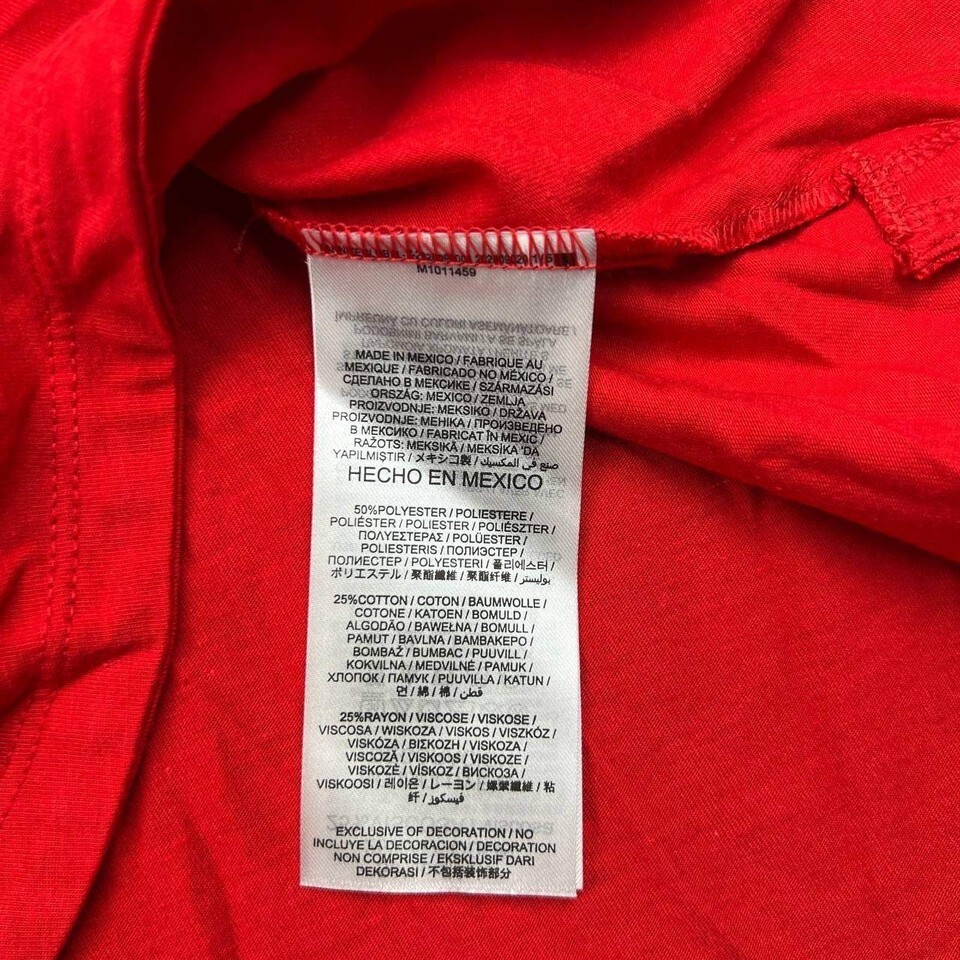 M1011459
MADE IN MEXICO / FABRIQUE AU
MEXIQUE / FABRICADO NO MÉXICO /
СДЕЛАНО В МЕКСИКЕ / SZÁRMAZÁSI
ORSZÁG: MEXICO / ZEMLJA
PROIZVODNJE: MEKSIKO / DRŽAVA
PROIZVODNJE: МЕНІКА / ПРОИЗВЕДЕНО
В МЕКСИКО / FABRICAT ÎN MEXIC /
RAŽOTS: MEKSIKĀ / MEKSİKA 'DA
YAPILMIŞTIR / メキシコ製 / صنع في المكسيك
HECHO EN MEXICO
50%POLYESTER / POLIESTERE /
POLIÉSTER / POLIESTER / POLIÉSZTER /
ΠΟΛΥΕΣΤΕΡΑΣ / POLÜESTER /
POLIESTERIS / ПОЛИЭСТЕР /
ПОЛИЕСТЕР / POLYESTERI / 폴리에스터 /
ポリエステル / 聚酯纖維 / 聚酯纤维 / بوليستر
25%COTTON / COTON / BAUMWOLLE /
COTONE / KATOEN / BOMULD /
ALGODÃO / BAWEŁNA / BOMULL /
PAMUT / BAVLNA / ΒΑΜΒΑΚΕΡΟ /
BOMBAŽ / BUMBAC / PUUVILL /
KOKVILNA / MEDVILNĖ / PAMUK /
ХЛОПОК / ПАМУК / PUUVILLA / KATUN /
면 / 綿 / 棉 / قطن
25%RAYON / VISCOSE / VISKOSE /
VISCOSA / WISKOZA / VISKOS / VISZKÓZ /
VISKÓZA / ΒΙΣΚΟΖΗ / VISKOZA /
VISCOZĂ / VISKOOS / VISKOZE /
VISKOZĖ / VİSKOZ / ВИСКОЗА /
VISKOOSI / 레이온 / レーヨン / 嫘縈纖維 / 粘
纤 / فيسكوز
EXCLUSIVE OF DECORATION / NO
INCLUYE LA DECORACION / DECORATION
NON COMPRISE / EKSKLUSIF DARI
DEKORASI / 不包括装饰部分